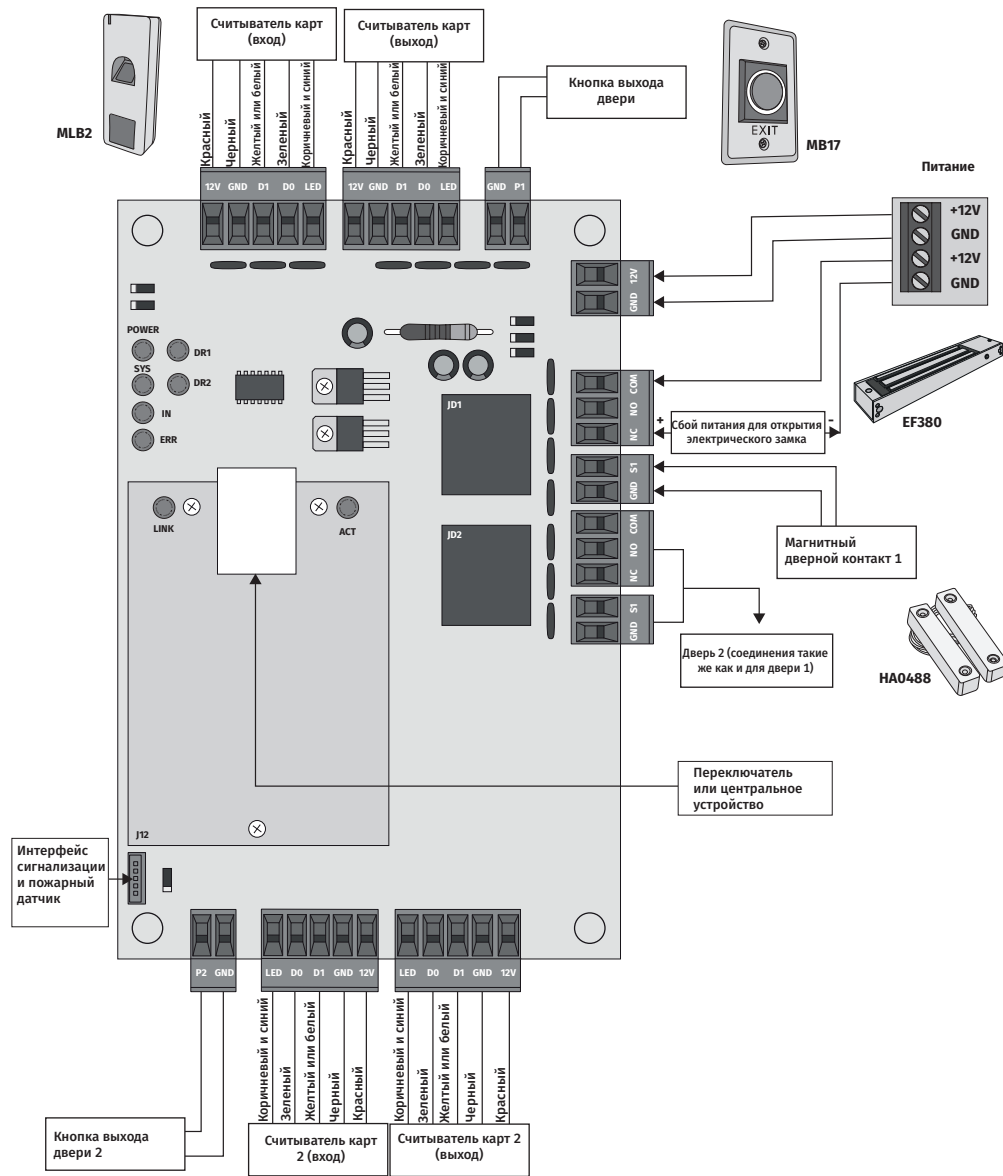 Считыватель карт
(вход)
Считыватель карт
(выход)
Кнопка выхода
двери
MLB2
EXIT
MB17
Красный
Черный
Желтый или белый
Зеленый
Коричневый и синий
Красный
Черный
Желтый или белый
Зеленый
Коричневый и синий
Питание
+12V
GND
+12V
GND
12V GND D1 D0 LED
12V GND D1 D0 LED
GND P1
12V
GND
POWER
DR1
SYS
DR2
IN
ERR
JD1
COM
NO
NC
+ Сбой питания для открытия -
электрического замка
EF380
S1
GND
LINK
ACT
JD2
COM
NO
NC
S1
GND
Магнитный
дверной контакт 1
Дверь 2 (соединения такие
же как и для двери 1)
HA0488
Переключатель
или центральное
устройство
J12
Интерфейс
сигнализации
и пожарный
датчик
P2 GND
LED D0 D1 GND 12V
LED D0 D1 GND 12V
Коричневый и синий
Зеленый
Желтый или белый
Черный
Красный
Коричневый и синий
Зеленый
Желтый или белый
Черный
Красный
Кнопка выхода
двери 2
Считыватель карт
2 (вход)
Считыватель карт 2
(выход)